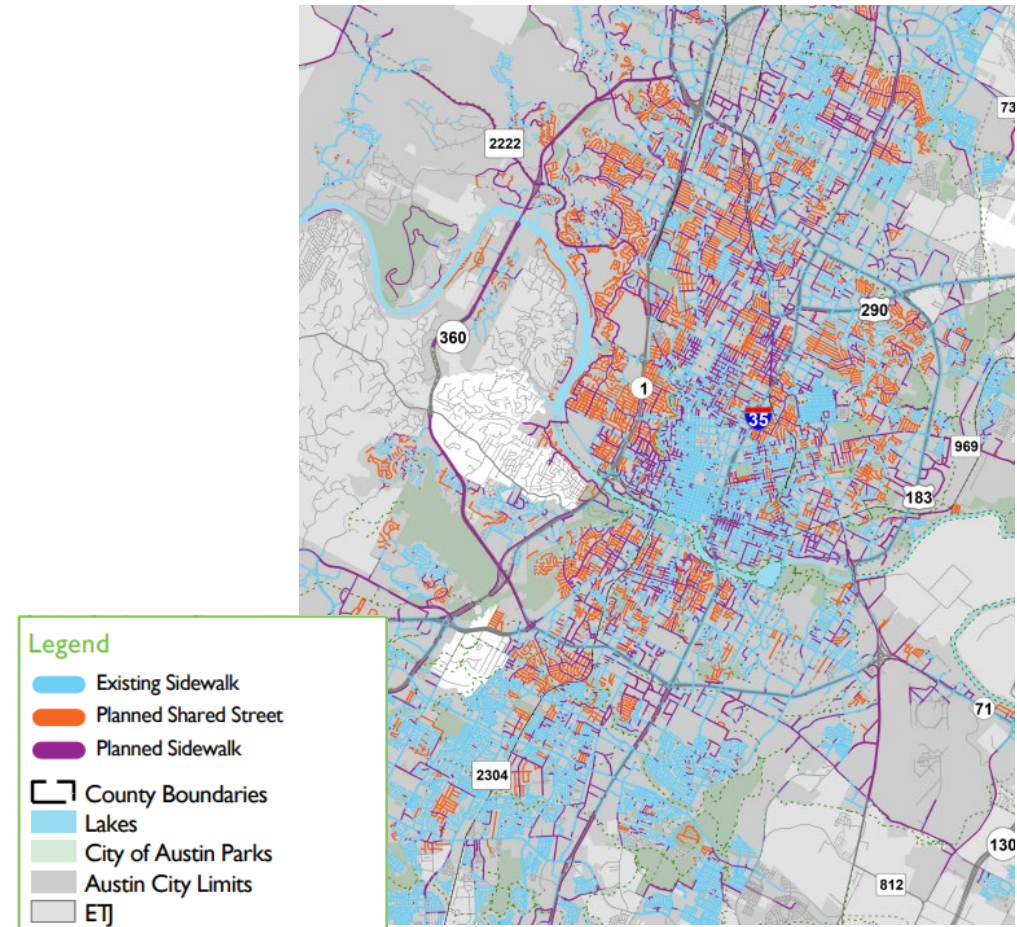 73
2222
290
360
1
35
969
183
Legend
Existing Sidewalk
Planned Shared Street
Planned Sidewalk
71
County Boundaries
2304
Lakes
City of Austin Parks
130
Austin City Limits
812
ETJ